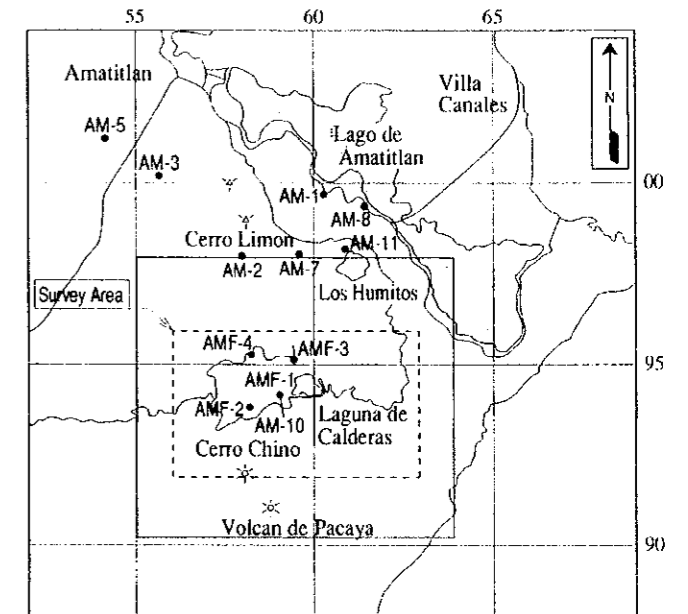 55 60 65
Amatitlan
Villa
Canales
N
AM-5
Lago de
Amatitlan
AM-3
AM-1
00
AM-8
Cerro Limon
AM-11
AM-2
AM-7
Survey Area
Los Humitos
AMF-4
AMF-3
95
AMF-1
AMF-2
AM-10
Laguna de
Calderas
Cerro Chino
Volcan de Pacaya
90